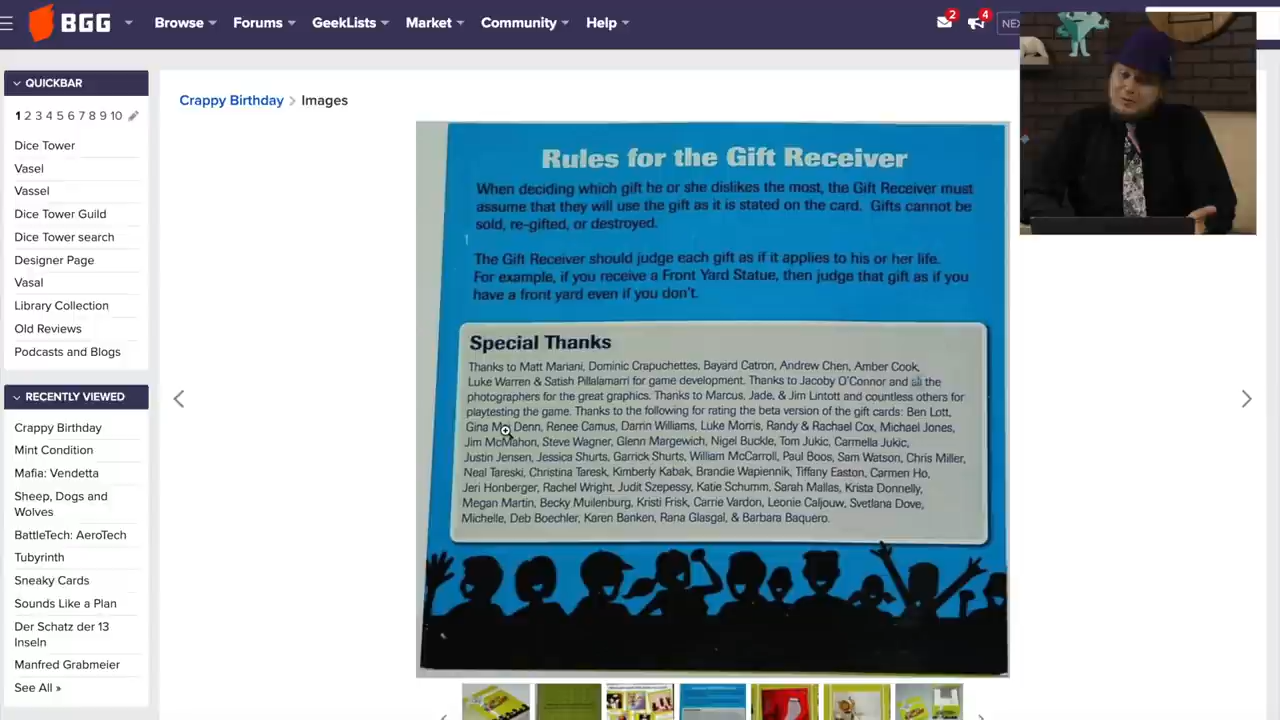 BGG
Browse
Forums
GeekLists
Market
Community
Help
2
4
QUICKBAR
1 2 3 4 5 6 7 8 9 10
Dice Tower
Vasel
Vassel
Dice Tower Guild
Dice Tower search
Designer Page
Vasal
Library Collection
Old Reviews
Podcasts and Blogs
RECENTLY VIEWED
Crappy Birthday
Mint Condition
Mafia: Vendetta
Sheep, Dogs and
Wolves
BattleTech: AeroTech
Tubyrinth
Sneaky Cards
Sounds Like a Plan
Der Schatz der 13
Inseln
Manfred Grabmeier
See All »
Crappy Birthday > Images
Rules for the Gift Receiver
When deciding which gift he or she dislikes the most, the Gift Receiver must
assume that they will use the gift as it is stated on the card. Gifts cannot be
sold, re-gifted, or destroyed.
The Gift Receiver should judge each gift as if it applies to his or her life.
For example, if you receive a Front Yard Statue, then judge that gift as if you
have a front yard even if you don't.
Special Thanks
Thanks to Matt Mariani, Dominic Crapuchettes, Bayard Catron, Andrew Chen, Amber Cook,
Luke Warren & Satish Pillalamarri for game development. Thanks to Jacoby O'Connor and all the
photographers for the great graphics. Thanks to Marcus, Jade, & Jim Lintott and countless others for
playtesting the game. Thanks to the following for rating the beta version of the gift cards: Ben Lott,
Gina Denn, Renee Camus, Darrin Williams, Luke Morris, Randy & Rachael Cox, Michael Jones,
Jim McMahon, Steve Wagner, Glenn Margewich, Nigel Buckle, Tom Jukic, Carmella Jukic,
Justin Jensen, Jessica Shurts, Garrick Shurts, William McCarroll, Paul Boos, Sam Watson, Chris Miller,
Neal Tareski, Christina Taresk, Kimberly Kabak, Brandie Wapiennik, Tiffany Easton, Carmen Ho,
Jeri Honberger, Rachel Wright, Judit Szepessy, Katie Schumm, Sarah Mallas, Krista Donnelly,
Megan Martin, Becky Muilenburg, Kristi Frisk, Carrie Vardon, Leonie Caljouw, Svetlana Dove,
Michelle, Deb Boechler, Karen Banken, Rana Glasgal, & Barbara Baquero.